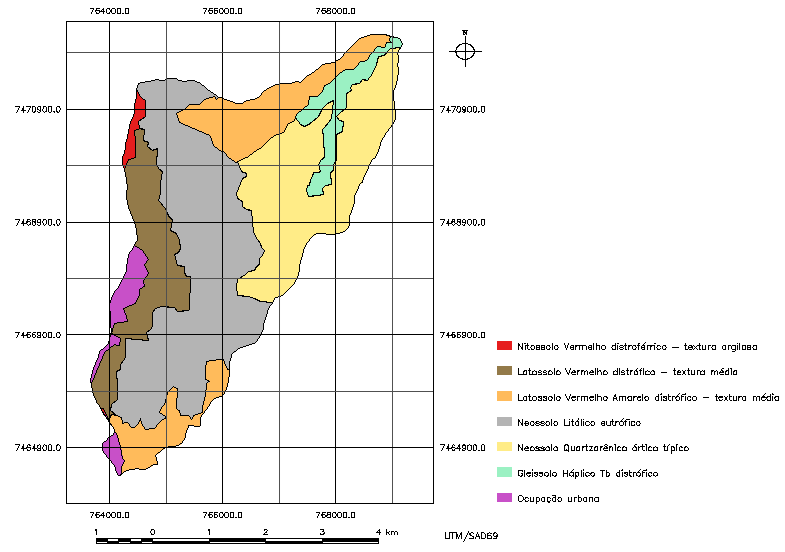 764000.0 766000.0 768000.0
N
7470900.0 7470900.0
7468900.0 7468900.0
7466900.0 7466900.0
Nitossolo Vermelho distroférrico – textura argilosa
Latossolo Vermelho distrófico – textura média
Latossolo Vermelho Amarelo distrófico – textura média
Neossolo Litólico eutrófico
Neossolo Quartzarênico órtico típico
7464900.0 7464900.0
Gleissolo Háplico Tb distrófico
Ocupação urbana
764000.0 766000.0 768000.0
1 0 1 2 3 4 km
UTM/SAD69